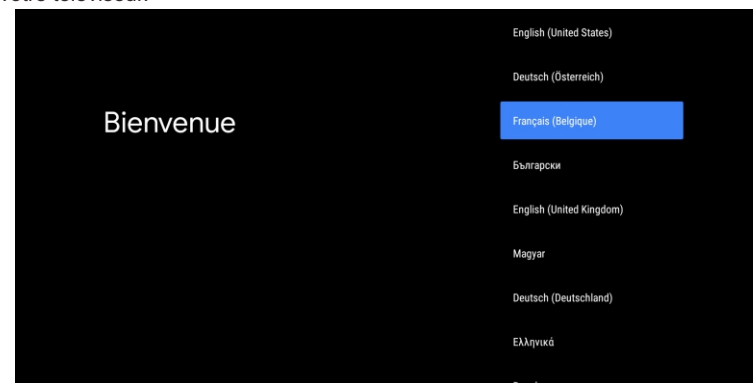 votre téléviseur.
English (United States)
Deutsch (Österreich)
Bienvenue
Français (Belgique)
Български
English (United Kingdom)
Magyar
Deutsch (Deutschland)
Ελληνικά